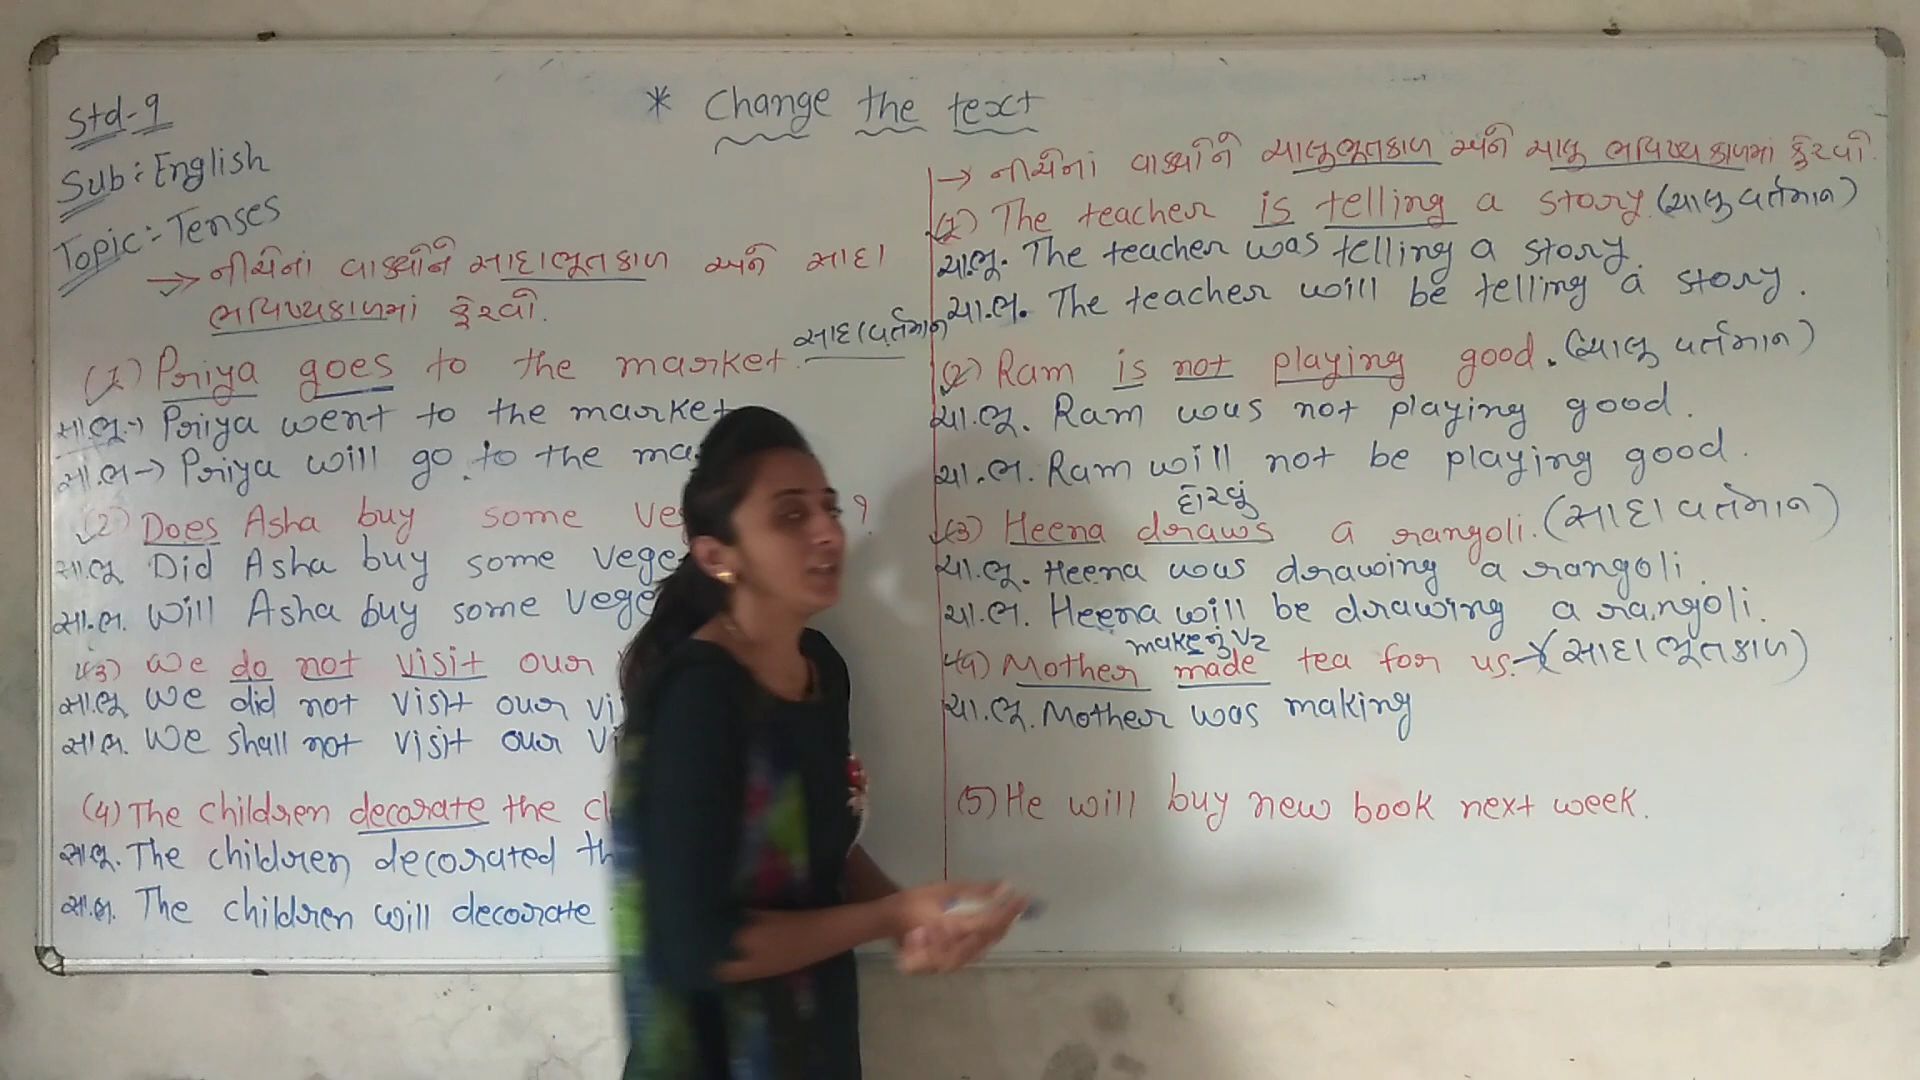 Std-9
Sub: English
Topic:- Tenses
* Change the text
→ નીચેનાં વાક્યોને સાદાભૂતકાળ અને સાદા
ભવિષ્યકાળમાં ફેરવો.
(1) Priya goes to the market. સાદા વર્તમાન
સા.ભૂ.→ Priya went to the market
સા.ભ.→ Priya will go to the
(2) Does Asha buy some ?
સા.ભૂ. Did Asha buy some
સા.ભ. Will Asha buy some
(3) We do not visit our
સા.ભૂ. We did not visit our
સા.ભ. We shall not visit our
(4) The children decorate the
સા.ભૂ. The children decorated
સા.ભ. The children will decorate
→ નીચેનાં વાક્યોને ચાલુભૂતકાળ અને ચાલુ ભવિષ્યકાળમાં ફેરવો.
(1) The teacher is telling a story. (ચાલુ વર્તમાન)
ચા.ભૂ. The teacher was telling a story.
ચા.ભ. The teacher will be telling a story.
(2) Ram is not playing good. (ચાલુ વર્તમાન)
ચા.ભૂ. Ram was not playing good.
ચા.ભ. Ram will not be playing good.
દોરવું
(3) Heena draws a rangoli. (સાદા વર્તમાન)
ચા.ભૂ. Heena was drawing a rangoli.
ચા.ભ. Heena will be drawing a rangoli.
makeનું V2
(4) Mother made tea for us. (સાદા ભૂતકાળ)
ચા.ભૂ. Mother was making
(5) He will buy new book next week.